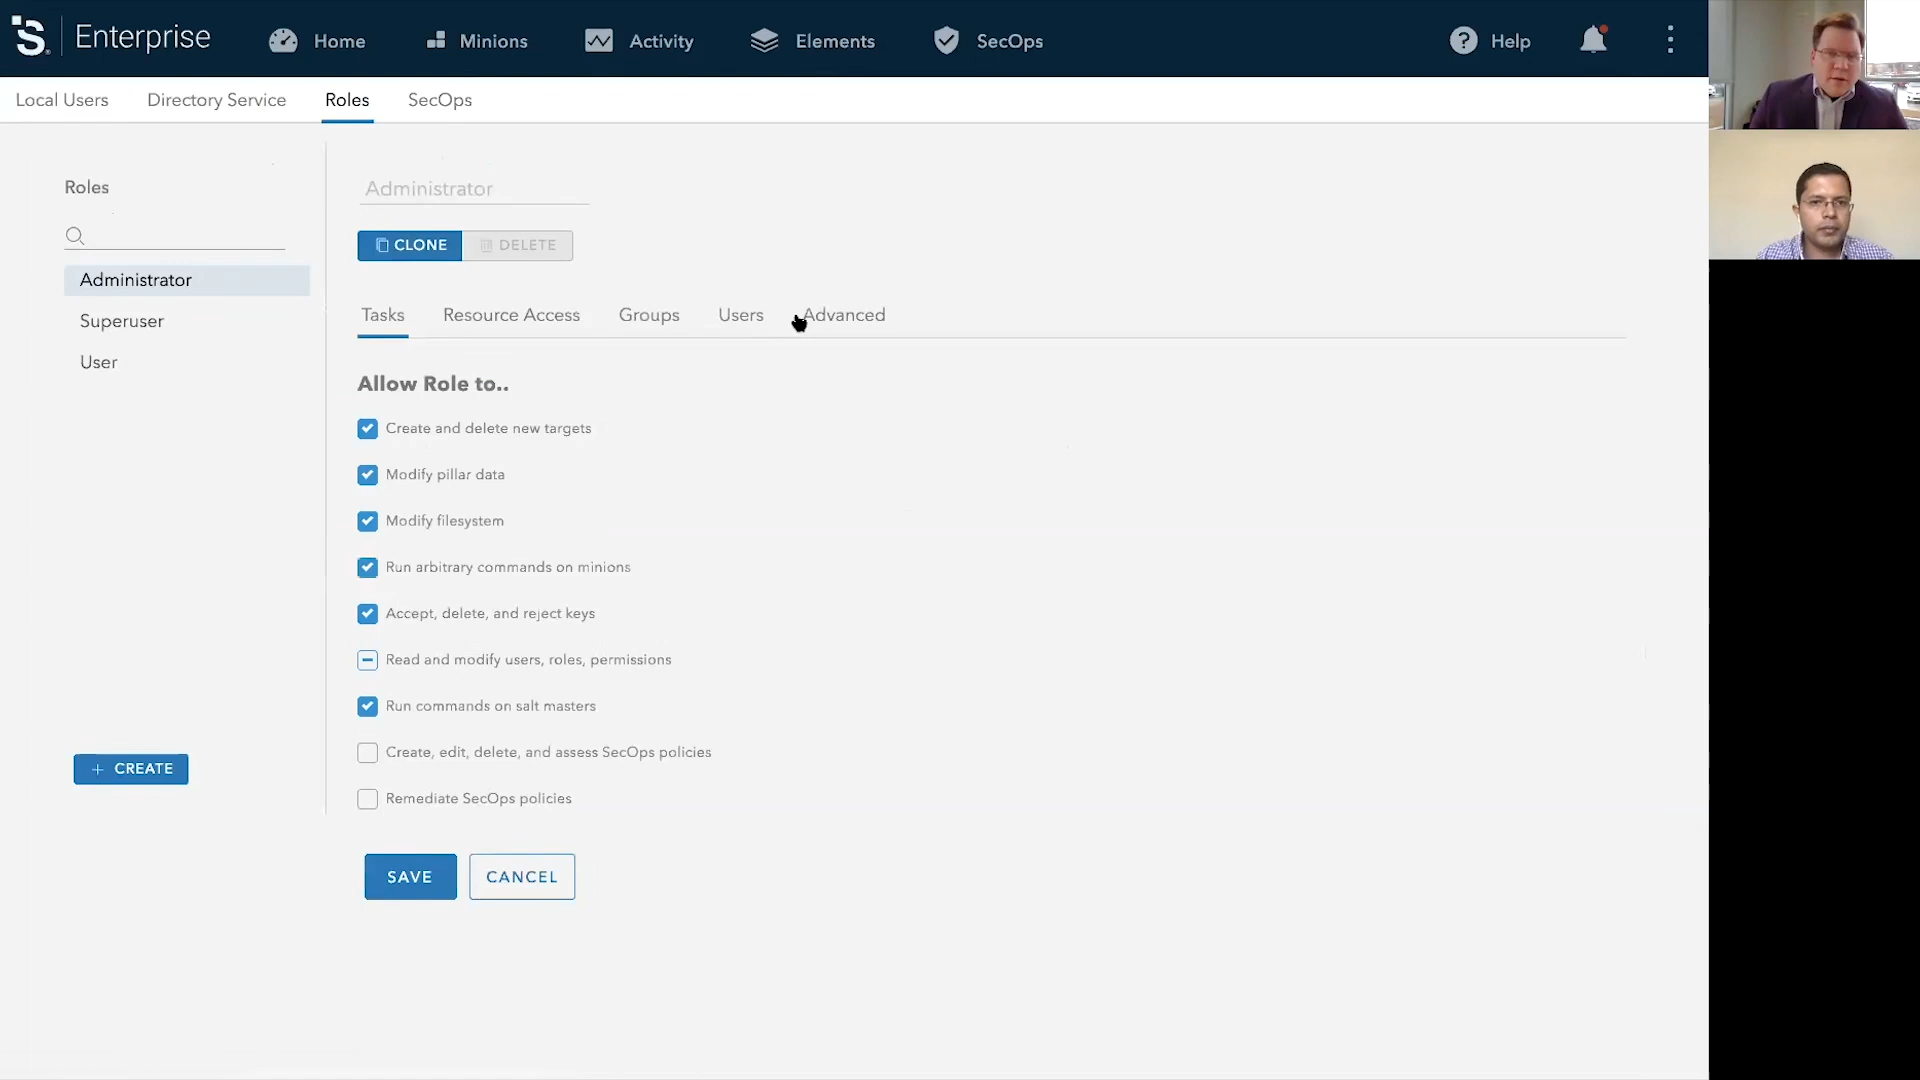 S Enterprise Home Minions Activity Elements SecOps ? Help
Local Users Directory Service Roles SecOps
Roles
Administrator
Superuser
User
+ CREATE
Administrator
CLONE DELETE
Tasks Resource Access Groups Users Advanced
Allow Role to..
Create and delete new targets
Modify pillar data
Modify filesystem
Run arbitrary commands on minions
Accept, delete, and reject keys
Read and modify users, roles, permissions
Run commands on salt masters
Create, edit, delete, and assess SecOps policies
Remediate SecOps policies
SAVE CANCEL